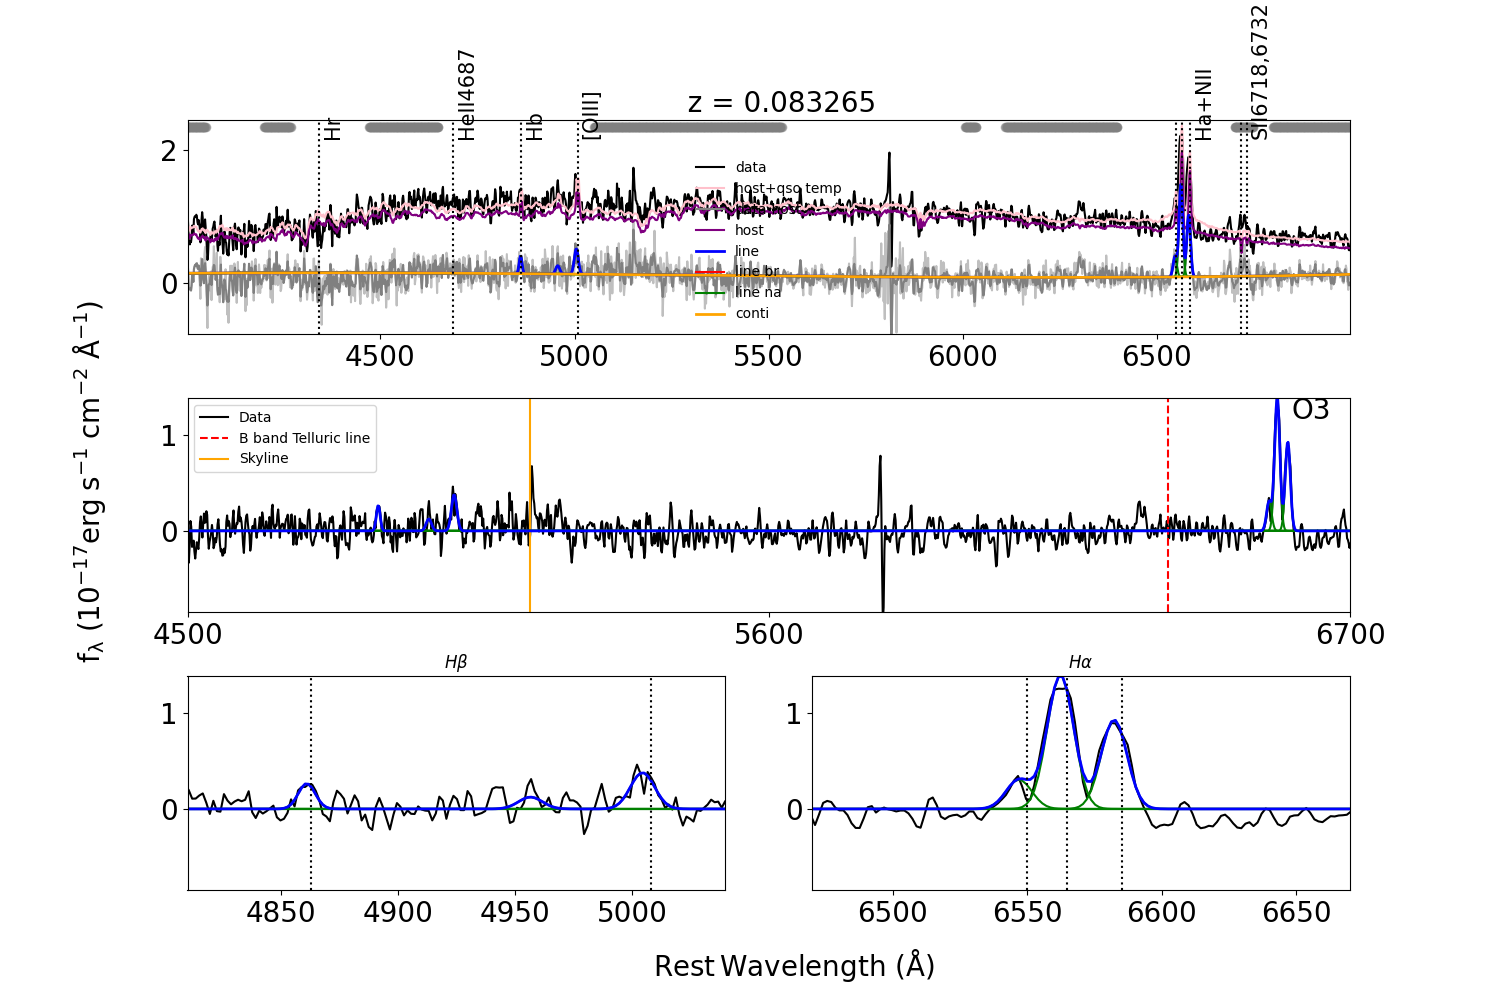 Hr
HeII4687
Hb
[OIII]
Ha+NII
SII6718,6732
z = 0.083265
2
0
data
host+qso temp
host
line
line br
line na
conti
4500 5000 5500 6000 6500
fλ (10⁻¹⁷erg s⁻¹ cm⁻² Å⁻¹)
Data
B band Telluric line
Skyline
O3
1
0
4500 5600 6700
Hβ
1
0
4850 4900 4950 5000
Hα
1
0
6500 6550 6600 6650
Rest Wavelength (Å)